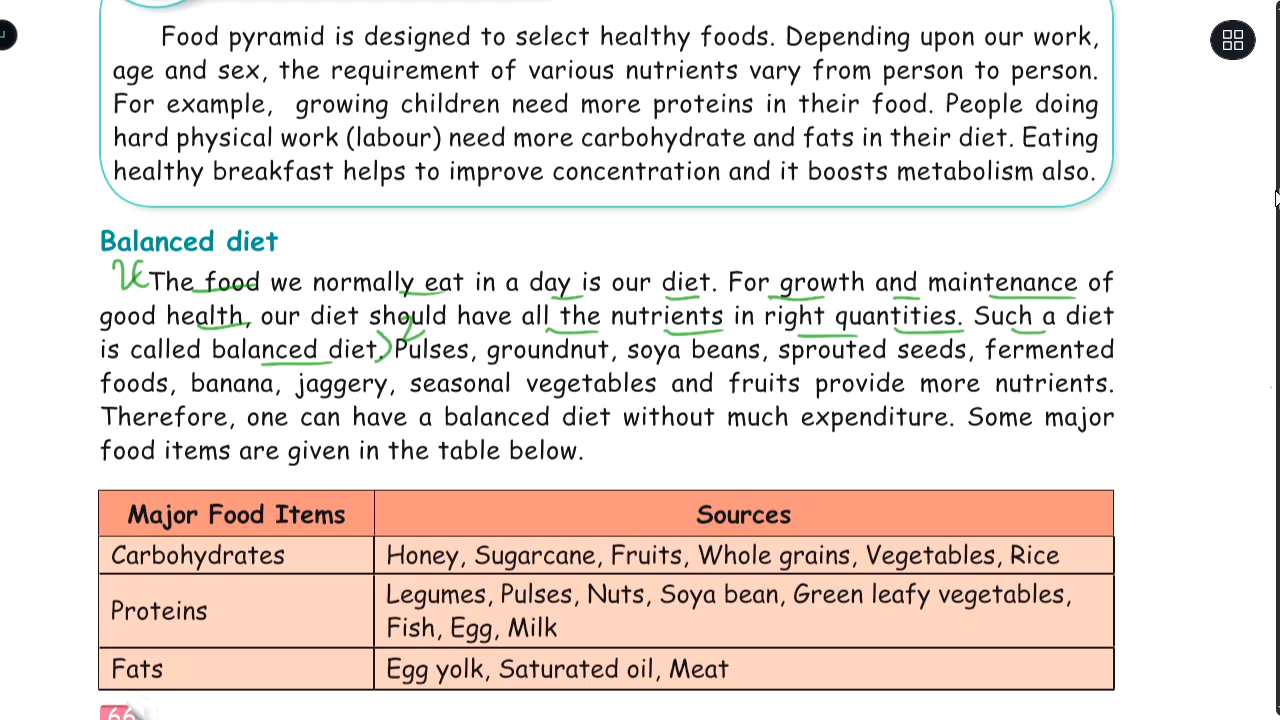 Food pyramid is designed to select healthy foods. Depending upon our work,
age and sex, the requirement of various nutrients vary from person to person.
For example, growing children need more proteins in their food. People doing
hard physical work (labour) need more carbohydrate and fats in their diet. Eating
healthy breakfast helps to improve concentration and it boosts metabolism also.
Balanced diet
The food we normally eat in a day is our diet. For growth and maintenance of
good health, our diet should have all the nutrients in right quantities. Such a diet
is called balanced diet. Pulses, groundnut, soya beans, sprouted seeds, fermented
foods, banana, jaggery, seasonal vegetables and fruits provide more nutrients.
Therefore, one can have a balanced diet without much expenditure. Some major
food items are given in the table below.
Major Food Items Sources
Carbohydrates Honey, Sugarcane, Fruits, Whole grains, Vegetables, Rice
Proteins Legumes, Pulses, Nuts, Soya bean, Green leafy vegetables,
Fish, Egg, Milk
Fats Egg yolk, Saturated oil, Meat
66